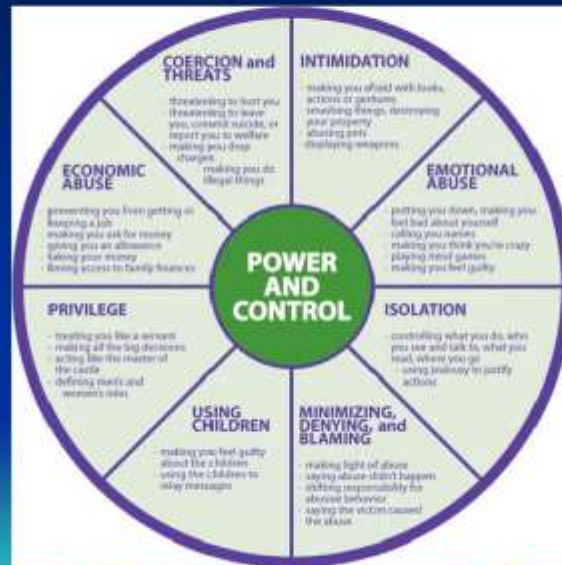 COERCION and
THREATS
threatening to hurt you
threatening to leave
you, commit suicide, or
report you to welfare
making you drop
charges
making you do
illegal things
INTIMIDATION
- making you afraid with looks,
actions or gestures
- smashing things, destroying
your property
- abusing pets
- displaying weapons
EMOTIONAL
ABUSE
- putting you down, making you
feel bad about yourself
- calling you names
- making you think you're crazy
- playing mind games
- making you feel guilty
ISOLATION
- controlling what you do, who
you see and talk to, what you
read, where you go
- using jealousy to justify
actions
MINIMIZING,
DENYING, and
BLAMING
- making light of abuse
- saying abuse didn't happen
- shifting responsibility for
abusive behavior
- saying the victim caused
the abuse
USING
CHILDREN
- making you feel guilty
about the children
- using the children to
relay messages
PRIVILEGE
- treating you like a servant
- making all the big decisions
- acting like the master of
the castle
- defining men's and
women's roles
ECONOMIC
ABUSE
- preventing you from getting or
keeping a job
- making you ask for money
- giving you an allowance
- taking your money
- limiting access to family finances
POWER
AND
CONTROL